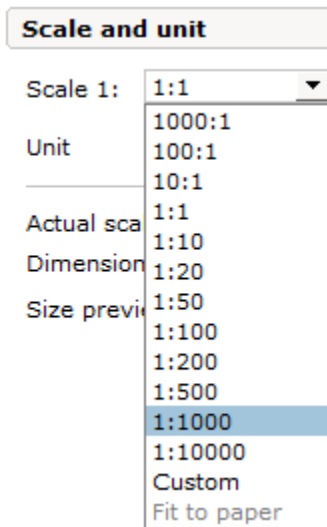 Scale and unit
Scale 1: 1:1
1000:1
100:1
Unit
10:1
1:1
Actual sca
1:10
Dimension
1:20
1:50
Size previ
1:100
1:200
1:500
1:1000
1:10000
Custom
Fit to paper